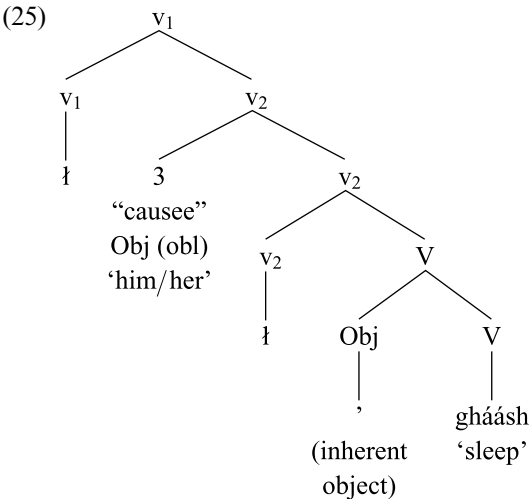 (25) v₁
v₁ v₂
ł 3 v₂
“causee”
Obj (obl)
‘him/her’
v₂ V
ł Obj V
’ gháásh
(inherent ‘sleep’
object)